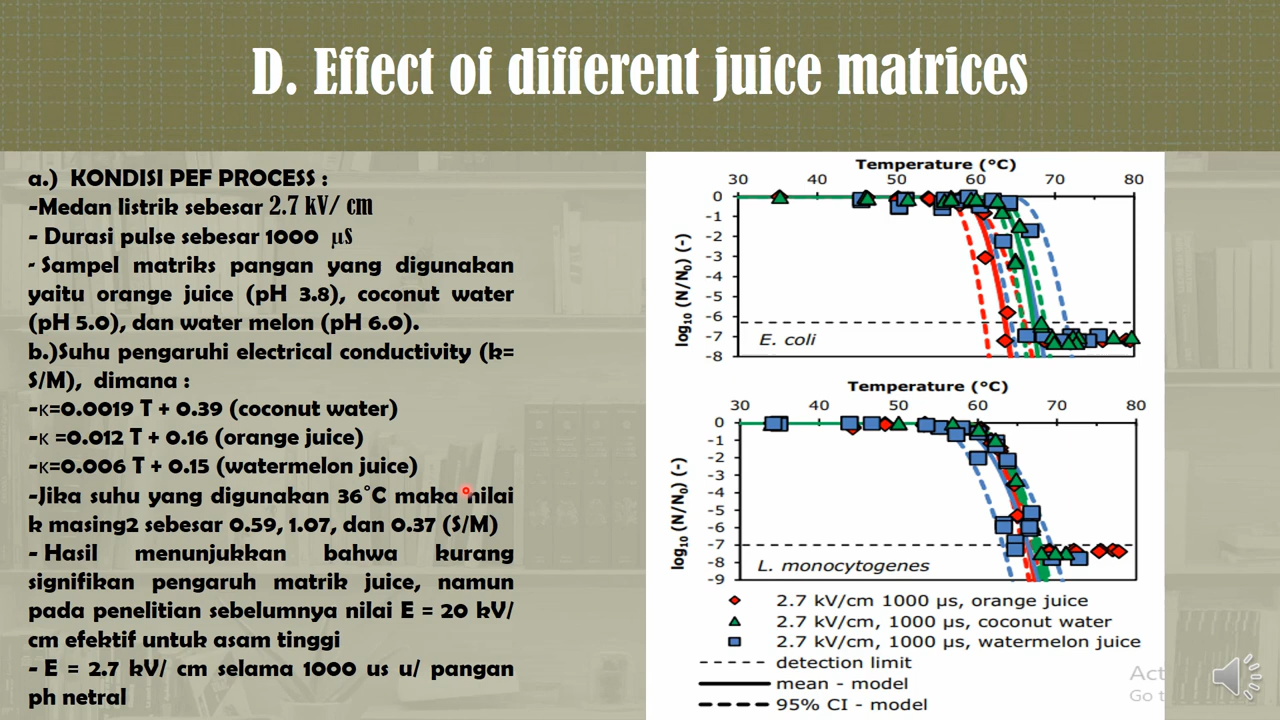 D. Effect of different juice matrices
a.) KONDISI PEF PROCESS :
-Medan listrik sebesar 2.7 kV/ cm
- Durasi pulse sebesar 1000 µs
- Sampel matriks pangan yang digunakan
yaitu orange juice (pH 3.8), coconut water
(pH 5.0), dan water melon (pH 6.0).
b.)Suhu pengaruhi electrical conductivity (k=
S/M), dimana :
-κ=0.0019 T + 0.39 (coconut water)
-κ =0.012 T + 0.16 (orange juice)
-κ=0.006 T + 0.15 (watermelon juice)
-Jika suhu yang digunakan 36°C maka nilai
k masing2 sebesar 0.59, 1.07, dan 0.37 (S/M)
- Hasil menunjukkan bahwa kurang
signifikan pengaruh matrik juice, namun
pada penelitian sebelumnya nilai E = 20 kV/
cm efektif untuk asam tinggi
- E = 2.7 kV/ cm selama 1000 us u/ pangan
ph netral
Temperature (°C)
30 40 50 60 70 80
0
-1
-2
-3
-4
-5
-6
-7
-8
log10 (N/N0) (-)
E. coli
Temperature (°C)
30 40 50 60 70 80
0
-1
-2
-3
-4
-5
-6
-7
-8
-9
log10 (N/N0) (-)
L. monocytogenes
2.7 kV/cm 1000 µs, orange juice
2.7 kV/cm, 1000 µs, coconut water
2.7 kV/cm, 1000 µs, watermelon juice
detection limit
mean - model
95% CI - model
Act
Go t